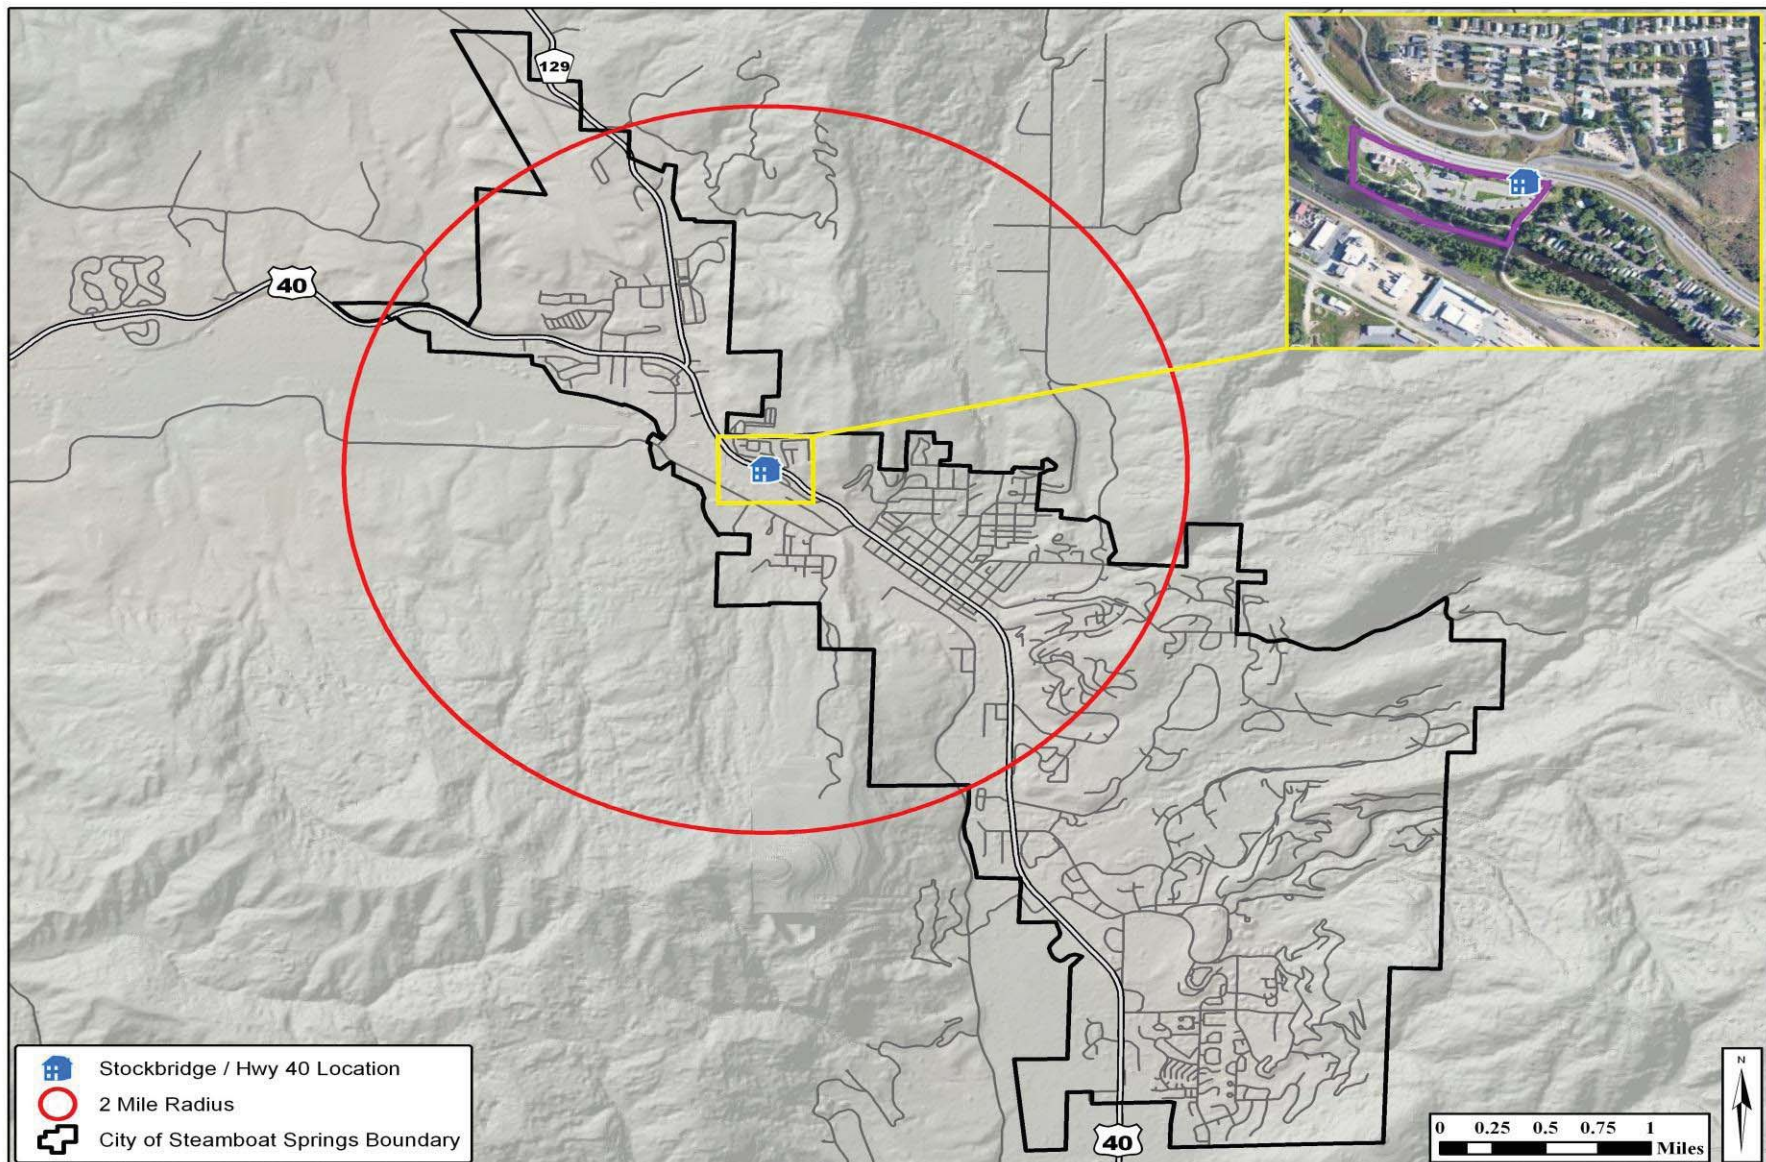 129
40
Stockbridge / Hwy 40 Location
2 Mile Radius
City of Steamboat Springs Boundary
40
0 0.25 0.5 0.75 1
Miles
N